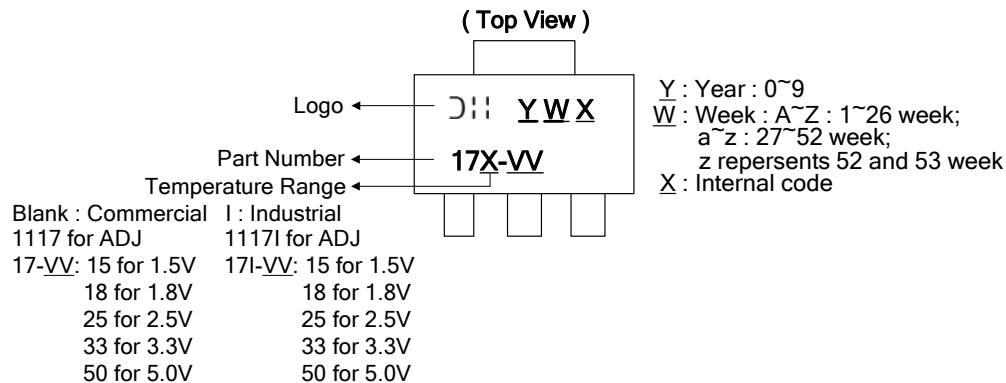 ( Top View )
Logo
Y W X
Part Number
17X-VV
Temperature Range
Y : Year : 0~9
W : Week : A~Z : 1~26 week;
a~z : 27~52 week;
z repersents 52 and 53 week
X : Internal code
Blank : Commercial I : Industrial
1117 for ADJ 1117I for ADJ
17-VV: 15 for 1.5V 17I-VV: 15 for 1.5V
18 for 1.8V 18 for 1.8V
25 for 2.5V 25 for 2.5V
33 for 3.3V 33 for 3.3V
50 for 5.0V 50 for 5.0V